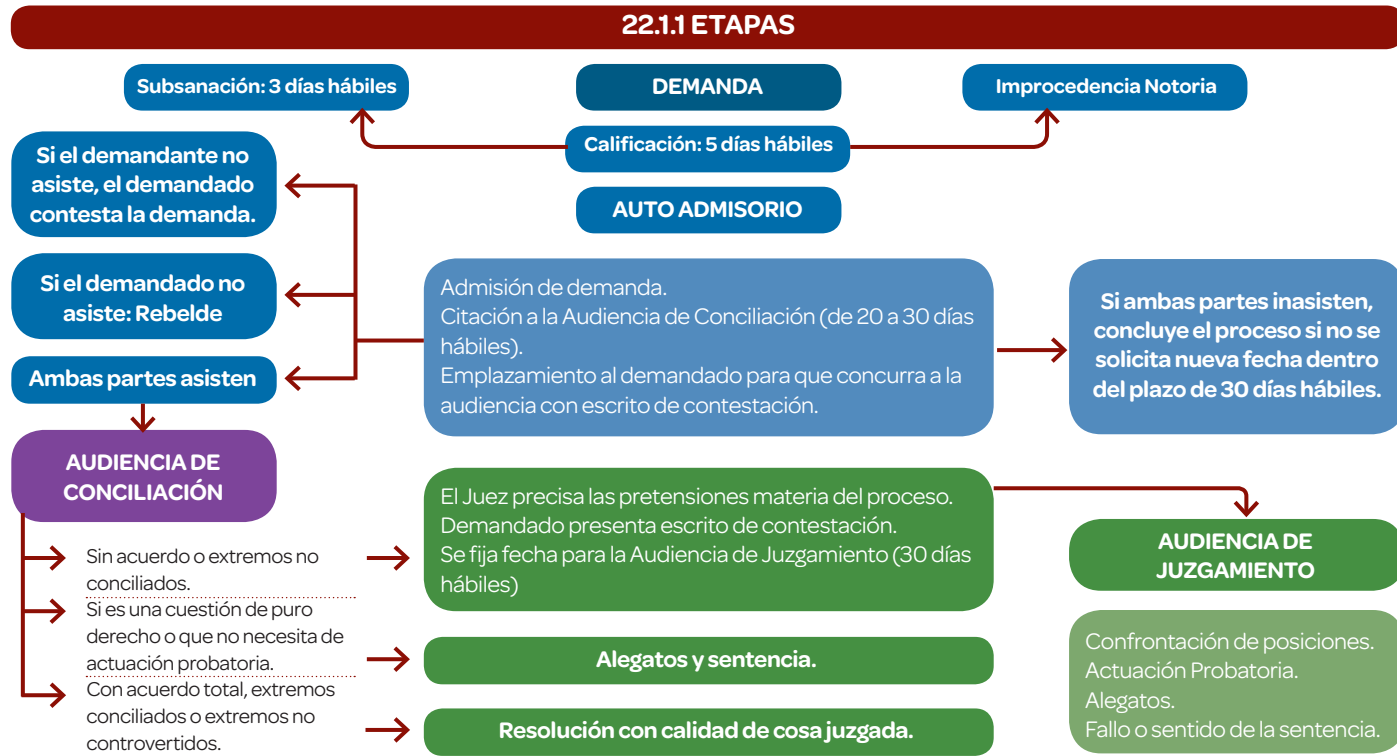 22.1.1 ETAPAS
Subsanación: 3 días hábiles
DEMANDA
Improcedencia Notoria
Calificación: 5 días hábiles
AUTO ADMISORIO
Si el demandante no
asiste, el demandado
contesta la demanda.
Si el demandado no
asiste: Rebelde
Ambas partes asisten
Admisión de demanda.
Citación a la Audiencia de Conciliación (de 20 a 30 días
hábiles).
Emplazamiento al demandado para que concurra a la
audiencia con escrito de contestación.
Si ambas partes inasisten,
concluye el proceso si no se
solicita nueva fecha dentro
del plazo de 30 días hábiles.
AUDIENCIA DE
CONCILIACIÓN
Sin acuerdo o extremos no
conciliados.
Si es una cuestión de puro
derecho o que no necesita de
actuación probatoria.
Con acuerdo total, extremos
conciliados o extremos no
controvertidos.
El Juez precisa las pretensiones materia del proceso.
Demandado presenta escrito de contestación.
Se fija fecha para la Audiencia de Juzgamiento (30 días
hábiles)
Alegatos y sentencia.
Resolución con calidad de cosa juzgada.
AUDIENCIA DE
JUZGAMIENTO
Confrontación de posiciones.
Actuación Probatoria.
Alegatos.
Fallo o sentido de la sentencia.